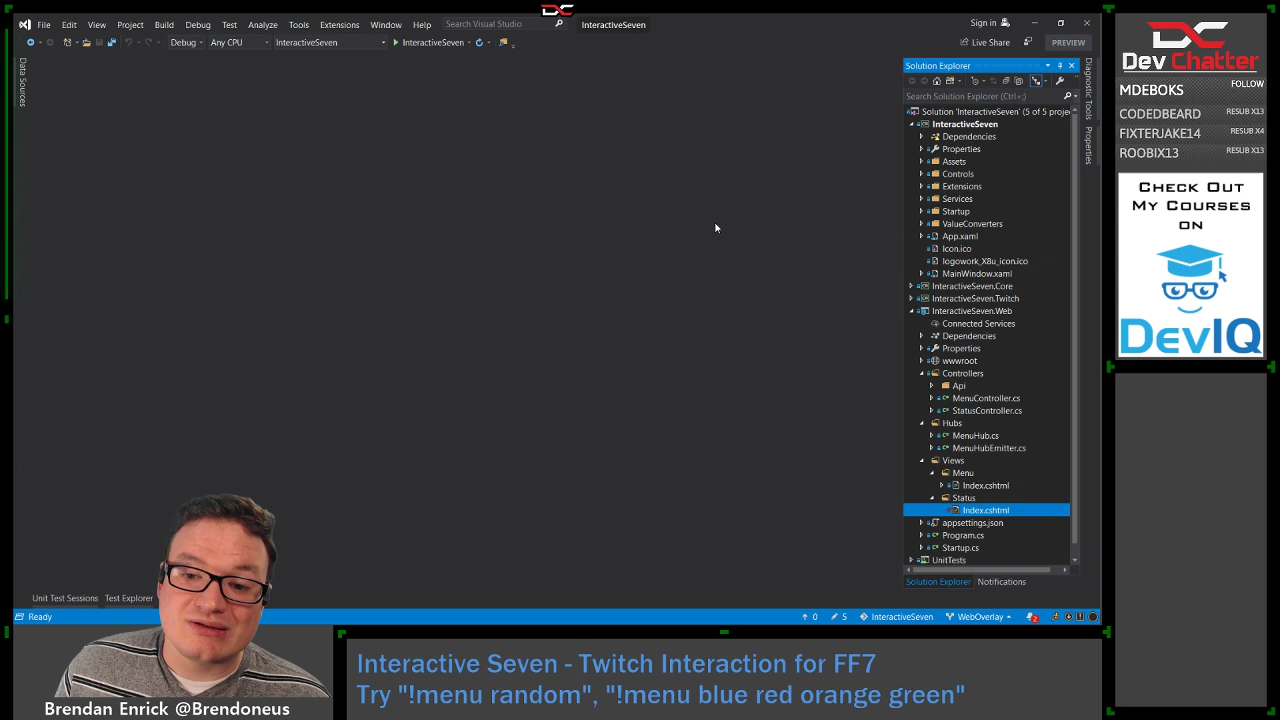 File Edit View Project Build Debug Test Analyze Tools Extensions Window Help
Search Visual Studio
InteractiveSeven
Sign in
Debug Any CPU InteractiveSeven InteractiveSeven
Live Share
PREVIEW
Data Sources
Solution Explorer
Search Solution Explorer (Ctrl+;)
Solution 'InteractiveSeven' (5 of 5 proje
InteractiveSeven
Dependencies
Properties
Assets
Controls
Extensions
Services
Startup
ValueConverters
App.xaml
Icon.ico
logowork_X8u_icon.ico
MainWindow.xaml
InteractiveSeven.Core
InteractiveSeven.Twitch
InteractiveSeven.Web
Connected Services
Dependencies
Properties
wwwroot
Controllers
Api
MenuController.cs
StatusController.cs
Hubs
MenuHub.cs
MenuHubEmitter.cs
Views
Menu
Index.cshtml
Status
Index.cshtml
appsettings.json
Program.cs
Startup.cs
UnitTests
Solution Explorer Notifications
Diagnostic Tools
Properties
Unit Test Sessions Test Explorer
Ready
0 5 InteractiveSeven WebOverlay 2
Dev Chatter
MDEBOKS FOLLOW
CODEDBEARD RESUB X13
FIXTERJAKE14 RESUB X4
ROOBIX13 RESUB X13
Check Out
My Courses
on
DevIQ
Interactive Seven - Twitch Interaction for FF7
Try "!menu random", "!menu blue red orange green"
Brendan Enrick @Brendoneus